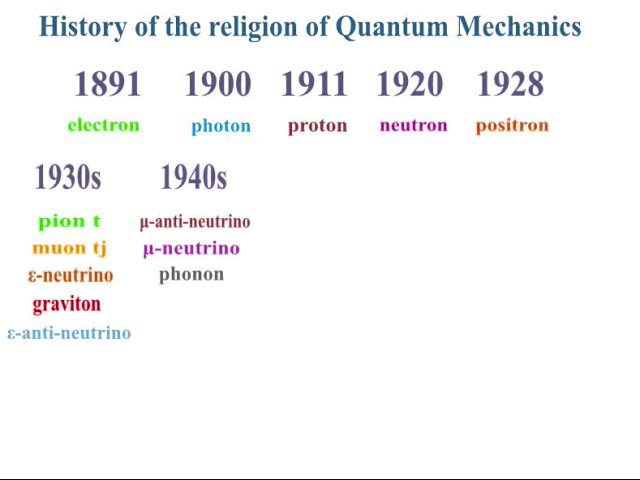 History of the religion of Quantum Mechanics
1891 1900 1911 1920 1928
electron photon proton neutron positron
1930s 1940s
pion t μ-anti-neutrino
muon tj μ-neutrino
ε-neutrino phonon
graviton
ε-anti-neutrino